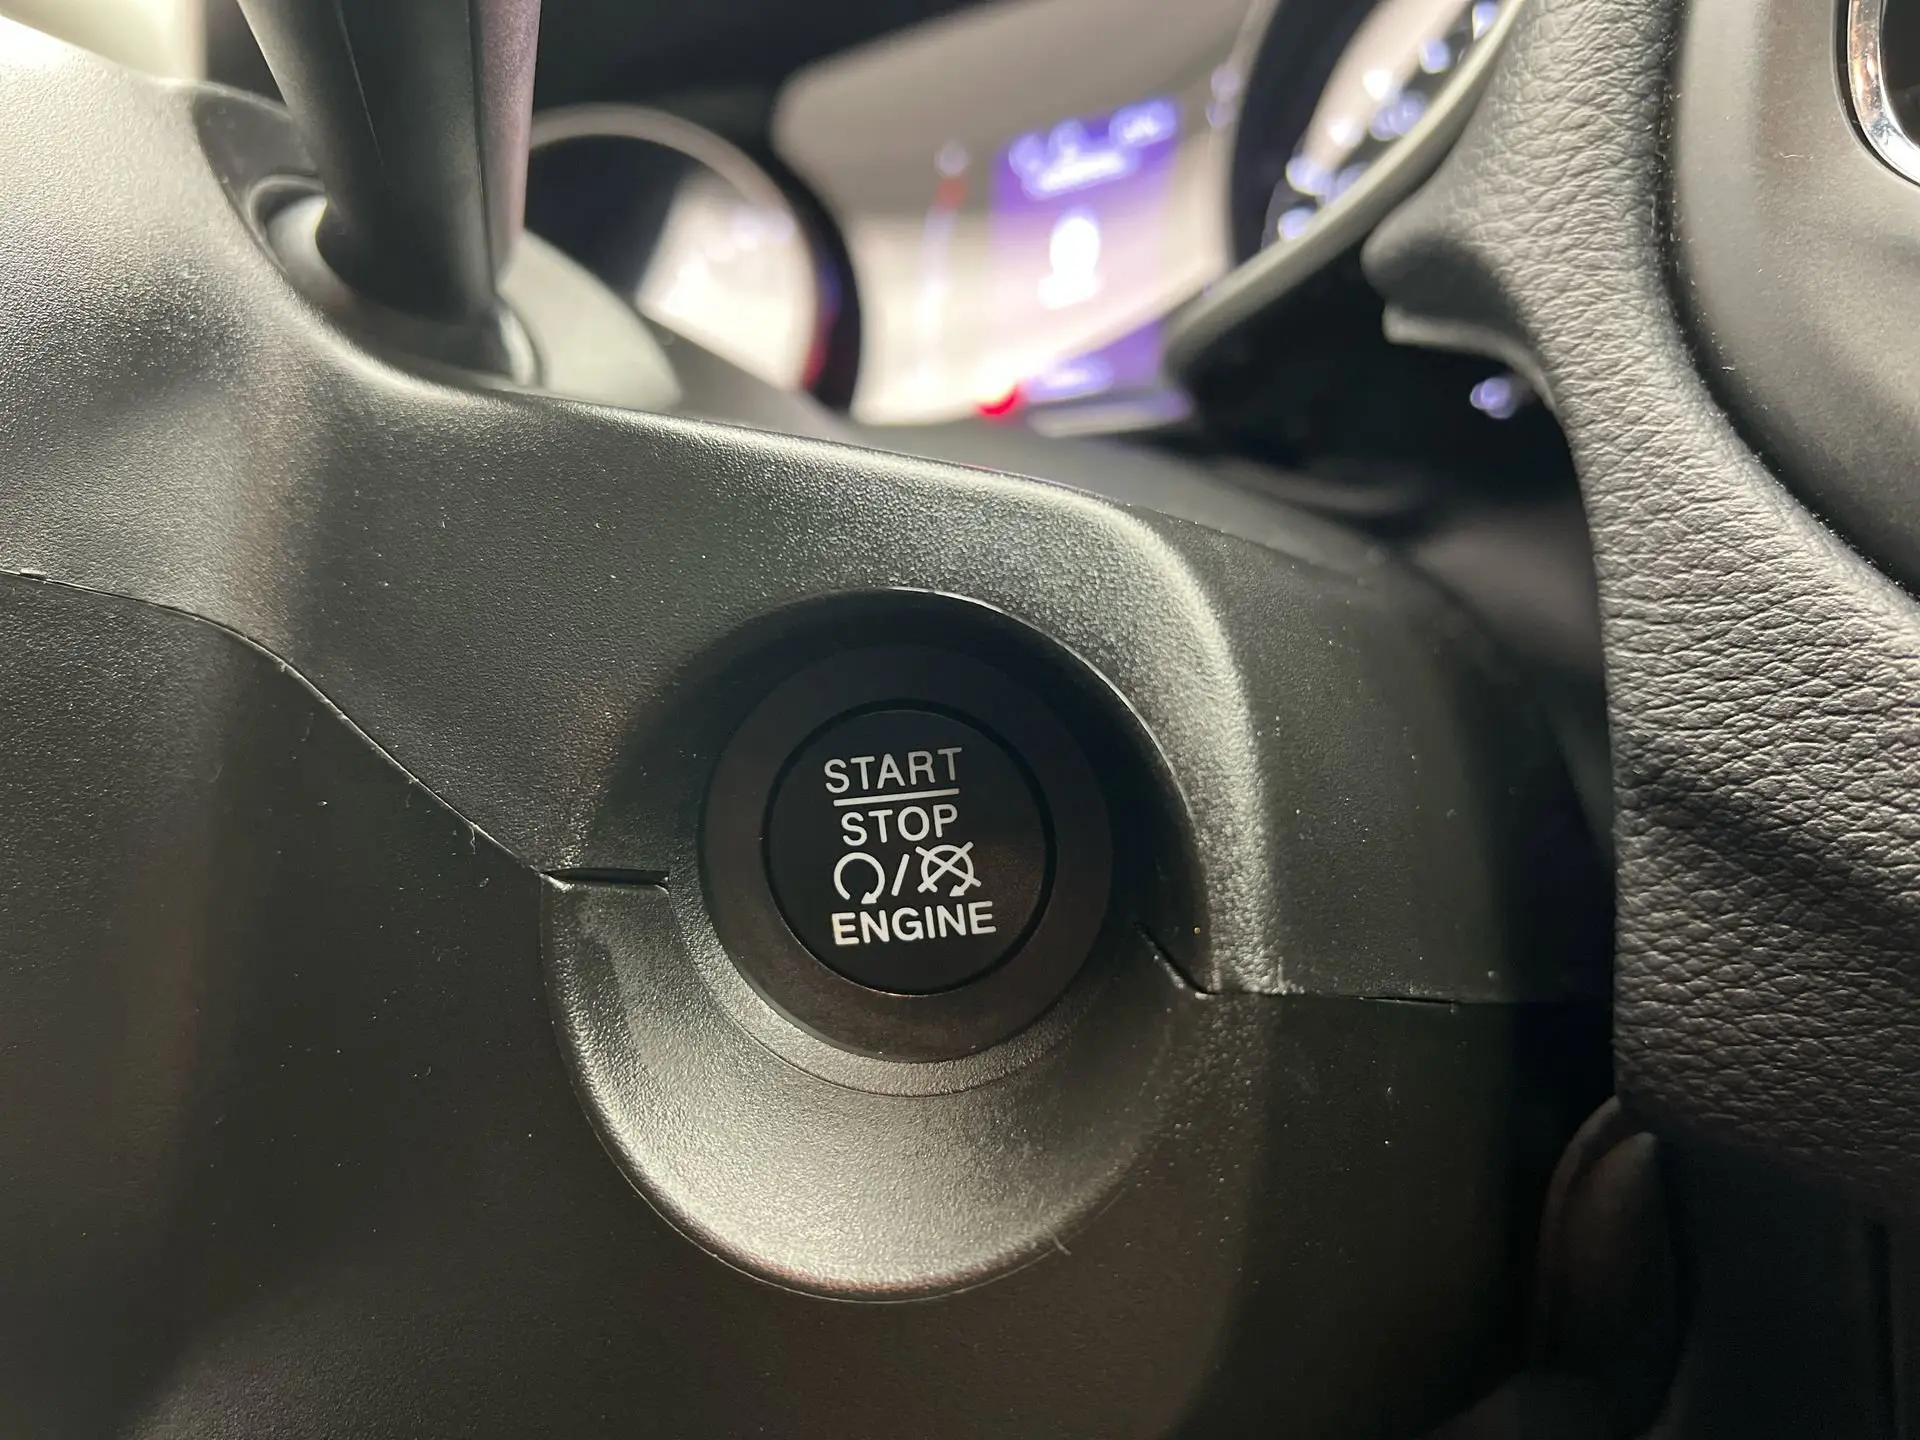 START
STOP
/
ENGINE